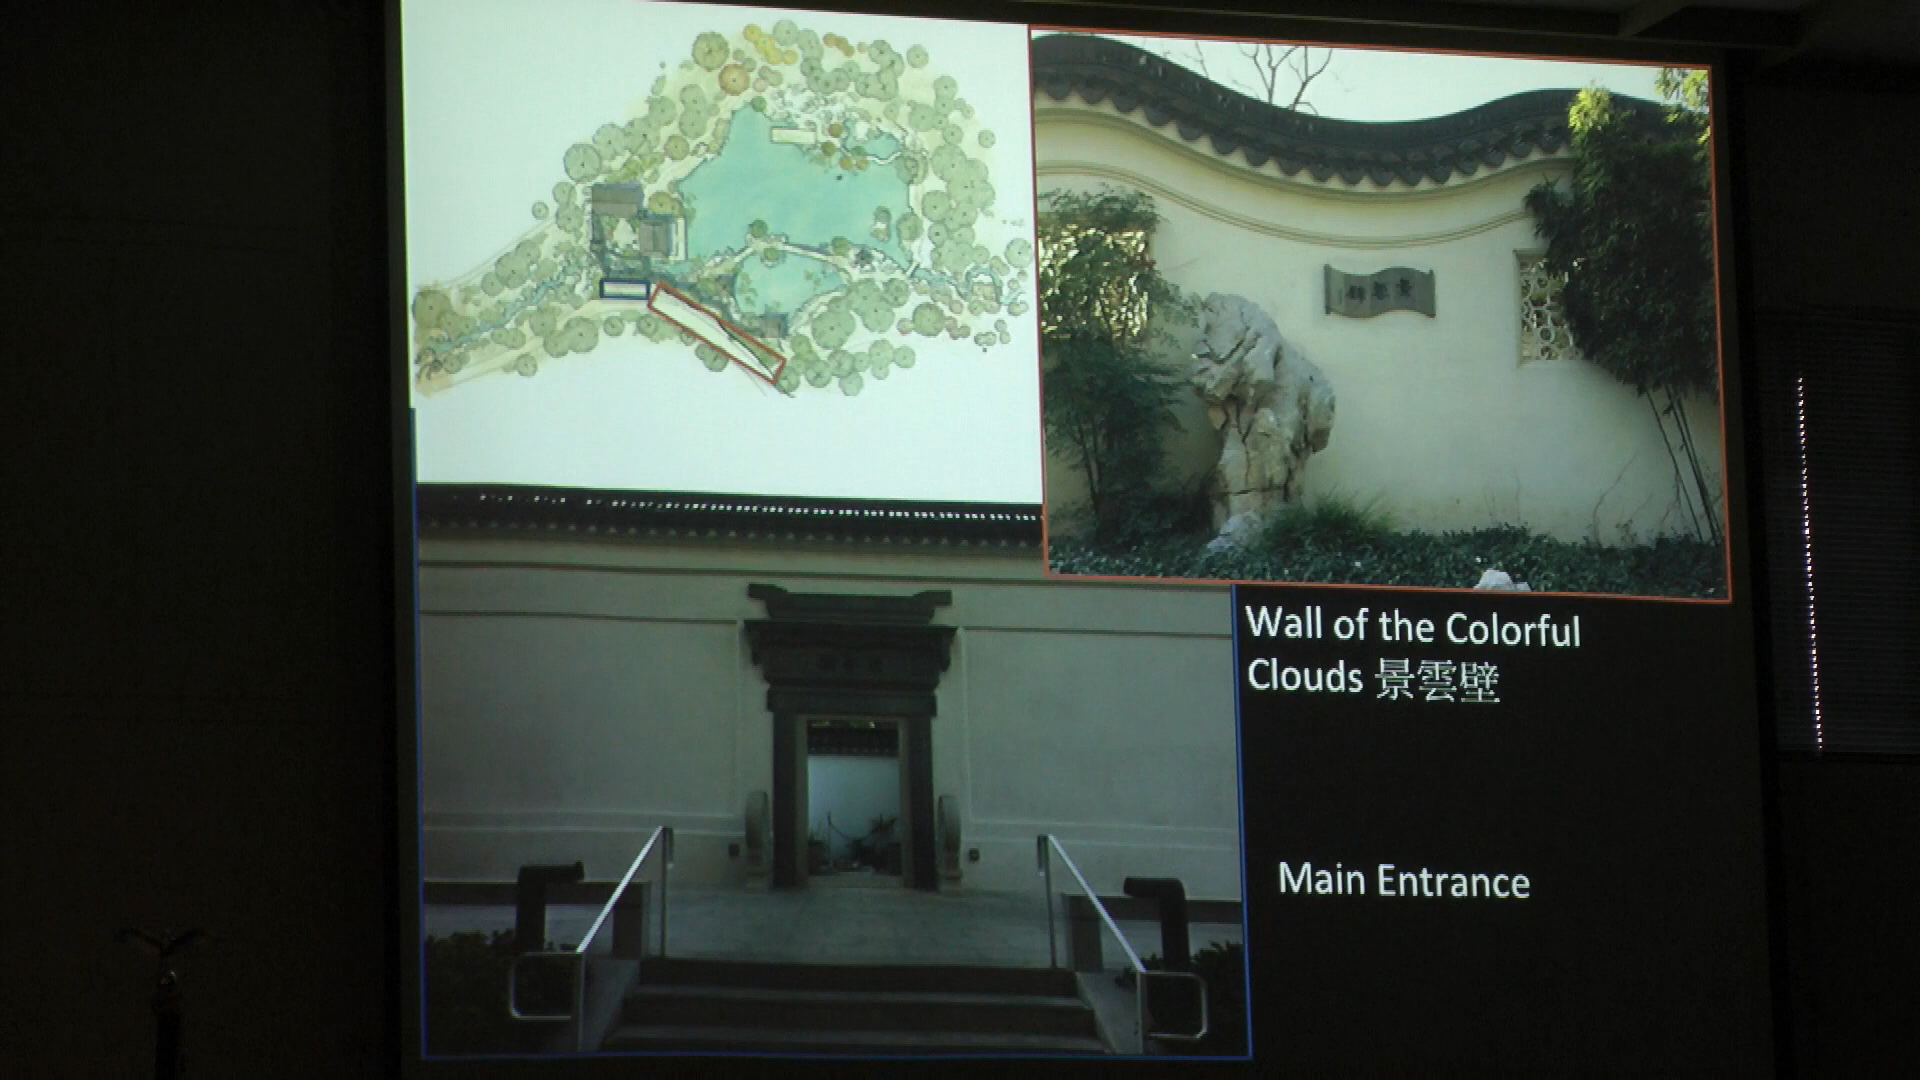 Wall of the Colorful
Clouds 景雲壁
Main Entrance